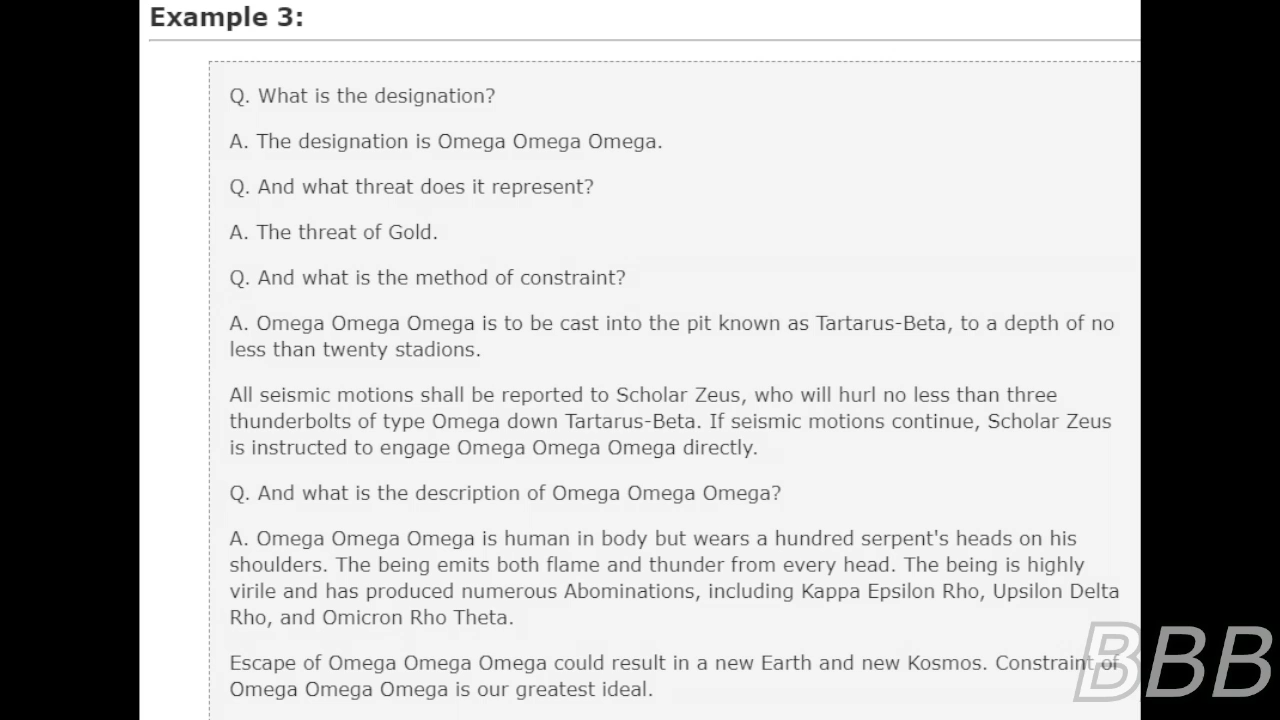 Example 3:
Q. What is the designation?
A. The designation is Omega Omega Omega.
Q. And what threat does it represent?
A. The threat of Gold.
Q. And what is the method of constraint?
A. Omega Omega Omega is to be cast into the pit known as Tartarus-Beta, to a depth of no
less than twenty stadions.
All seismic motions shall be reported to Scholar Zeus, who will hurl no less than three
thunderbolts of type Omega down Tartarus-Beta. If seismic motions continue, Scholar Zeus
is instructed to engage Omega Omega Omega directly.
Q. And what is the description of Omega Omega Omega?
A. Omega Omega Omega is human in body but wears a hundred serpent's heads on his
shoulders. The being emits both flame and thunder from every head. The being is highly
virile and has produced numerous Abominations, including Kappa Epsilon Rho, Upsilon Delta
Rho, and Omicron Rho Theta.
Escape of Omega Omega Omega could result in a new Earth and new Kosmos. Constraint of
Omega Omega Omega is our greatest ideal.
BBB